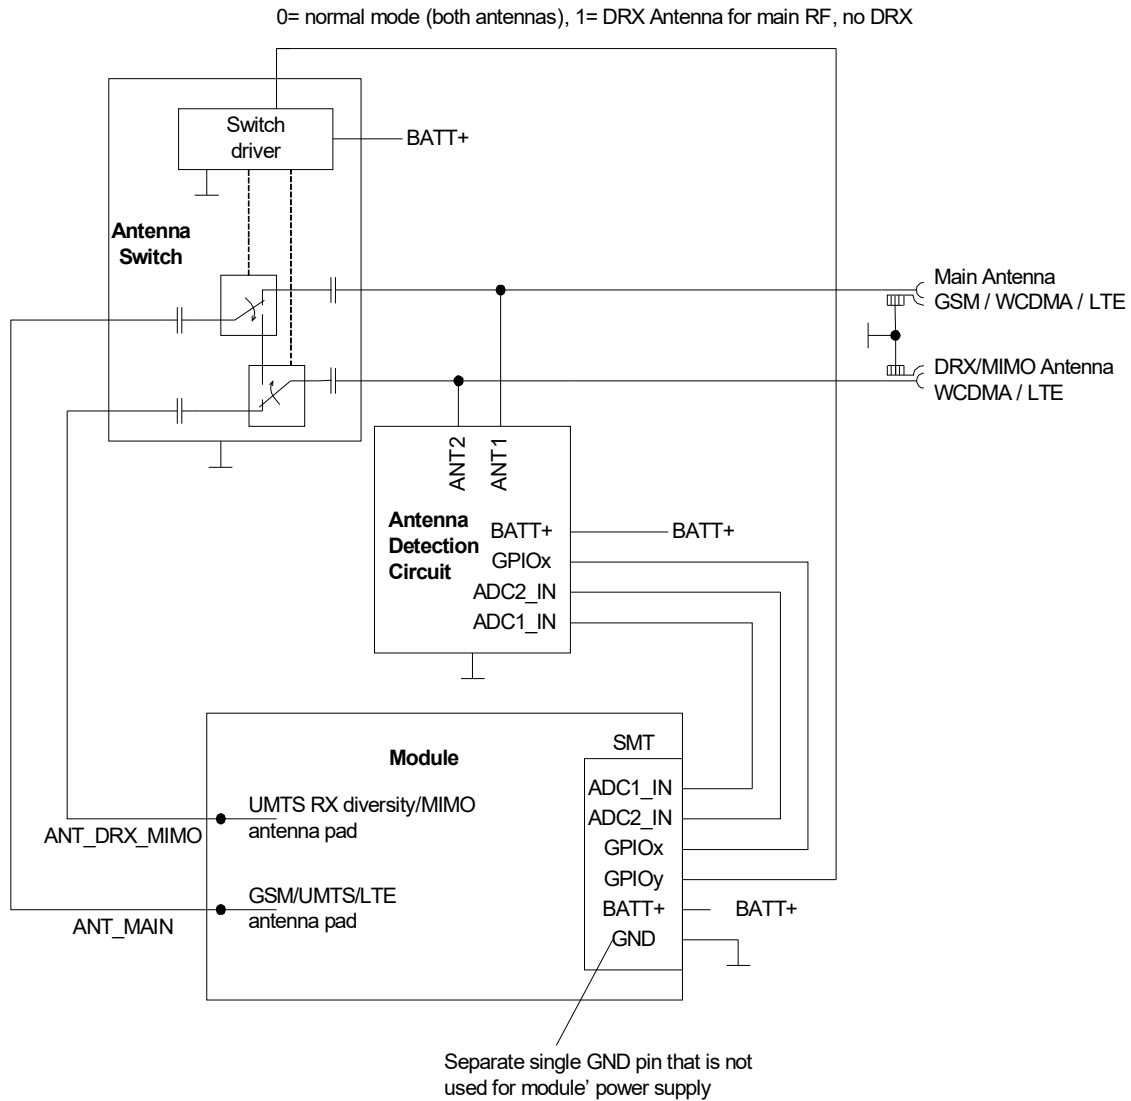 0= normal mode (both antennas), 1= DRX Antenna for main RF, no DRX
Switch
driver
BATT+
Antenna
Switch
Main Antenna
GSM / WCDMA / LTE
DRX/MIMO Antenna
WCDMA / LTE
ANT2
ANT1
Antenna
Detection
Circuit
BATT+
GPIOx
ADC2_IN
ADC1_IN
BATT+
Module
SMT
ADC1_IN
ADC2_IN
GPIOx
GPIOy
BATT+
GND
BATT+
UMTS RX diversity/MIMO
antenna pad
ANT_DRX_MIMO
GSM/UMTS/LTE
antenna pad
ANT_MAIN
Separate single GND pin that is not
used for module’ power supply